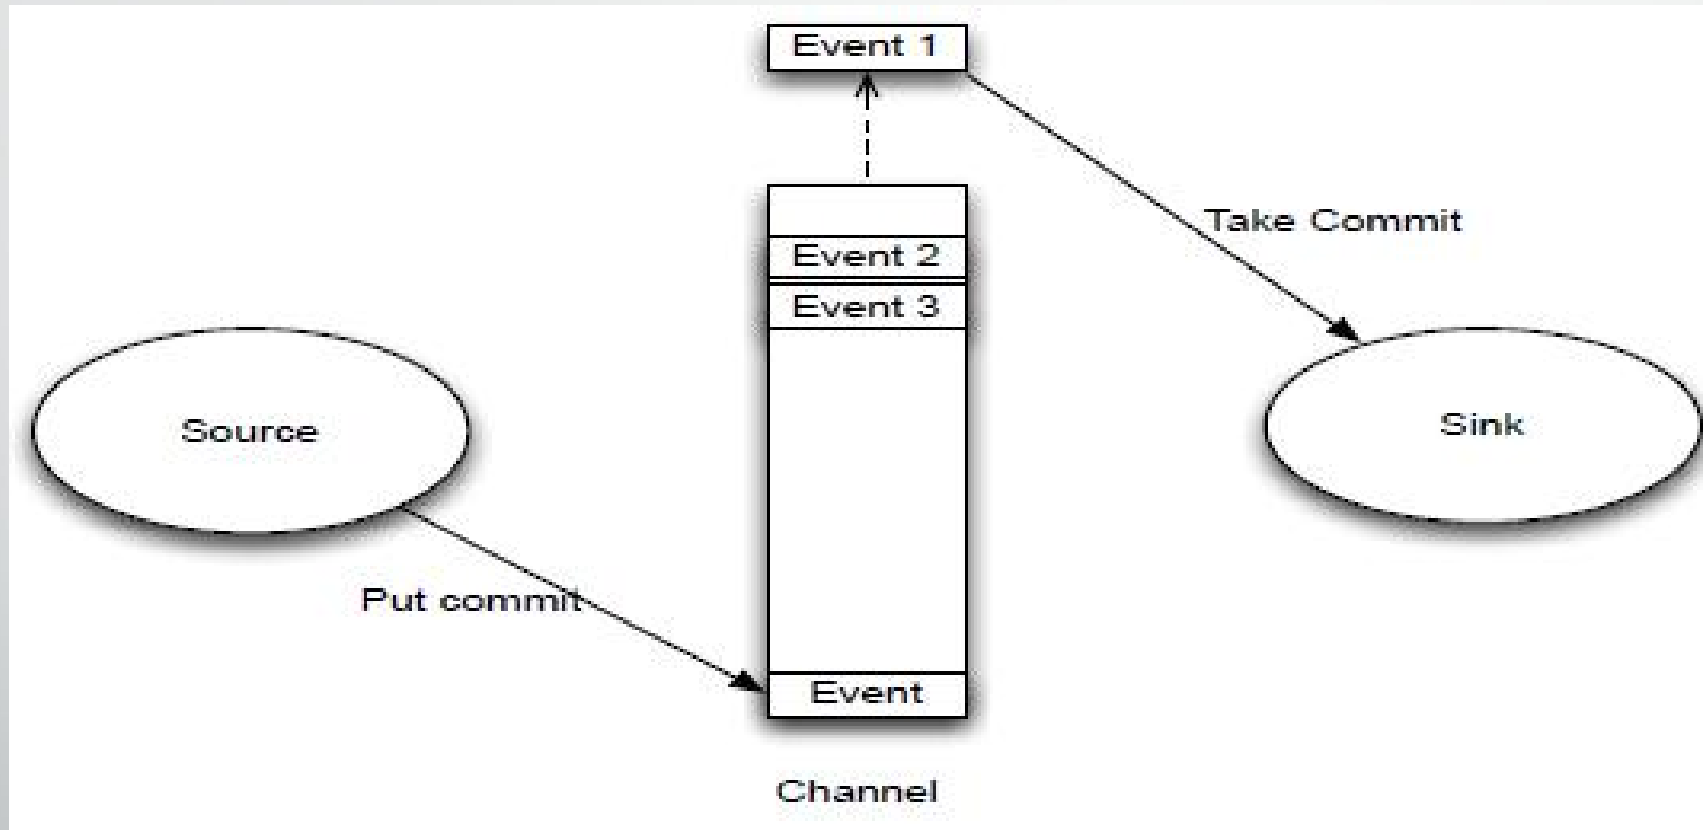 Event 1
Take Commit
Event 2
Event 3
Source
Sink
Put commit
Event
Channel